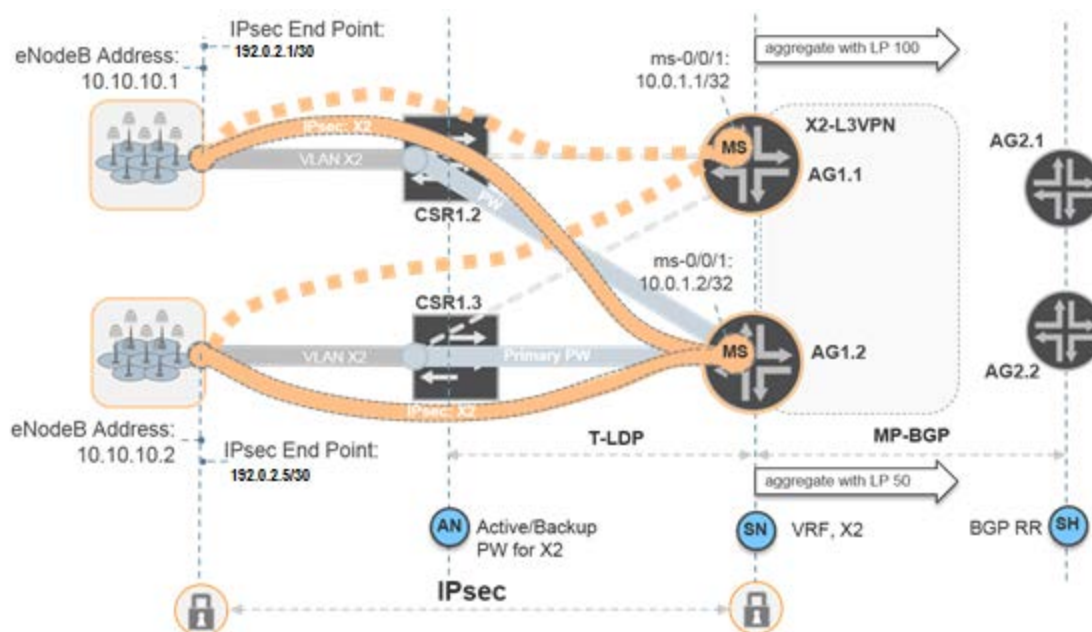 IPsec End Point:
192.0.2.1/30
eNodeB Address:
10.10.10.1
aggregate with LP 100
ms-0/0/1:
10.0.1.1/32
X2-L3VPN
IPsec: X2
VLAN X2
MS
AG1.1
AG2.1
PW
CSR1.2
ms-0/0/1:
10.0.1.2/32
CSR1.3
VLAN X2
Primary PW
MS
AG1.2
AG2.2
IPsec: X2
eNodeB Address:
10.10.10.2
IPsec End Point:
192.0.2.5/30
T-LDP
MP-BGP
aggregate with LP 50
AN
Active/Backup
PW for X2
SN
VRF, X2
BGP RR
SH
IPsec